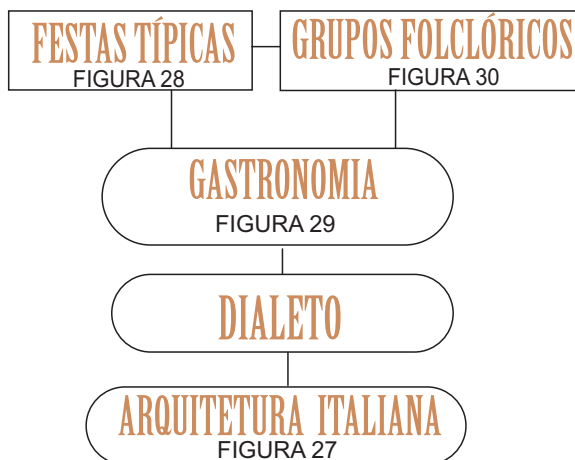 FESTAS TÍPICAS
FIGURA 28
GRUPOS FOLCLÓRICOS
FIGURA 30
GASTRONOMIA
FIGURA 29
DIALETO
ARQUITETURA ITALIANA
FIGURA 27